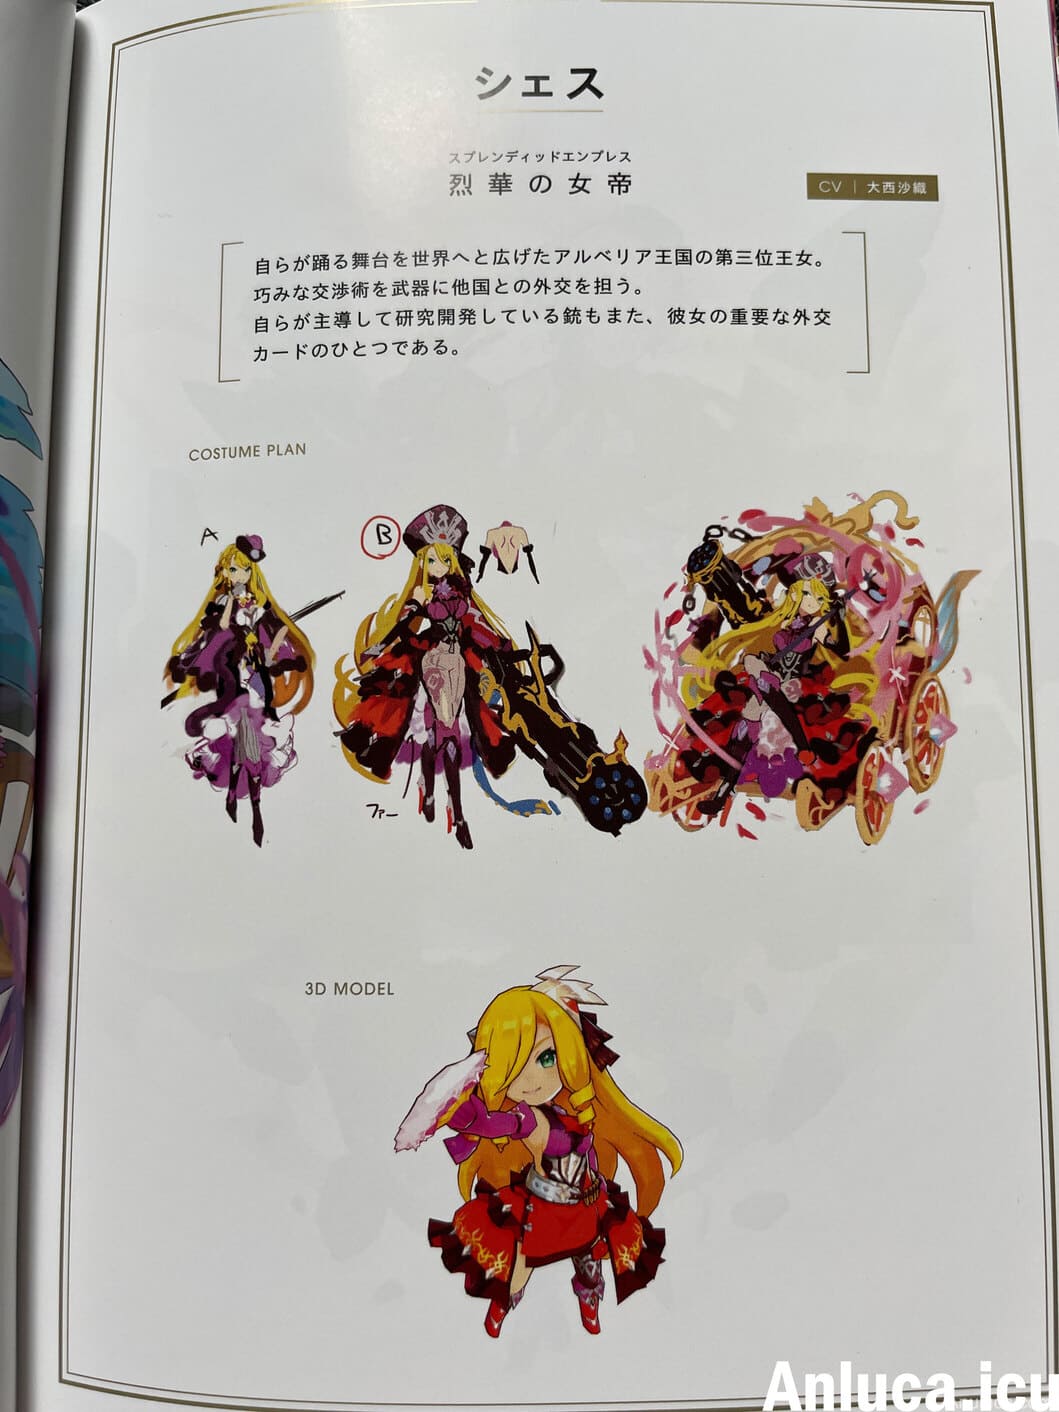 シェス
スプレンディッドエンプレス
烈華の女帝
CV | 大西沙織
自らが踊る舞台を世界へと広げたアルベリア王国の第三位王女。
巧みな交渉術を武器に他国との外交を担う。
自らが主導して研究開発している銃もまた、彼女の重要な外交
カードのひとつである。
COSTUME PLAN
A
B
ファー
3D MODEL
Anluca.icu